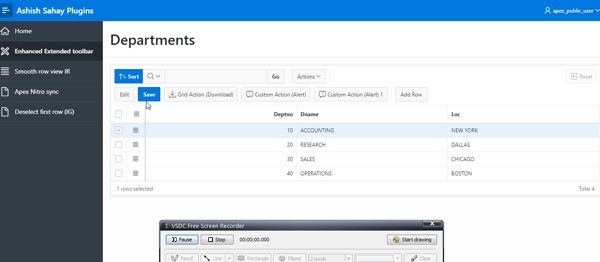 Ashish Sahay Plugins
apex_public_user
Home
Enhanced Extended toolbar
Smooth row view IR
Apex Nitro sync
Deselect first row (IG)
Departments
Sort Go Actions Reset
Edit Save Grid Action (Download) Custom Action (Alert) Custom Action (Alert) 1 Add Row
Deptno Dname Loc
10 ACCOUNTING NEW YORK
20 RESEARCH DALLAS
30 SALES CHICAGO
40 OPERATIONS BOSTON
1 rows selected Total 4
VSDC Free Screen Recorder
Pause Stop 00:00:00.000 Start drawing
Pencil Line Rectangle Ellipse 2 pixels Close